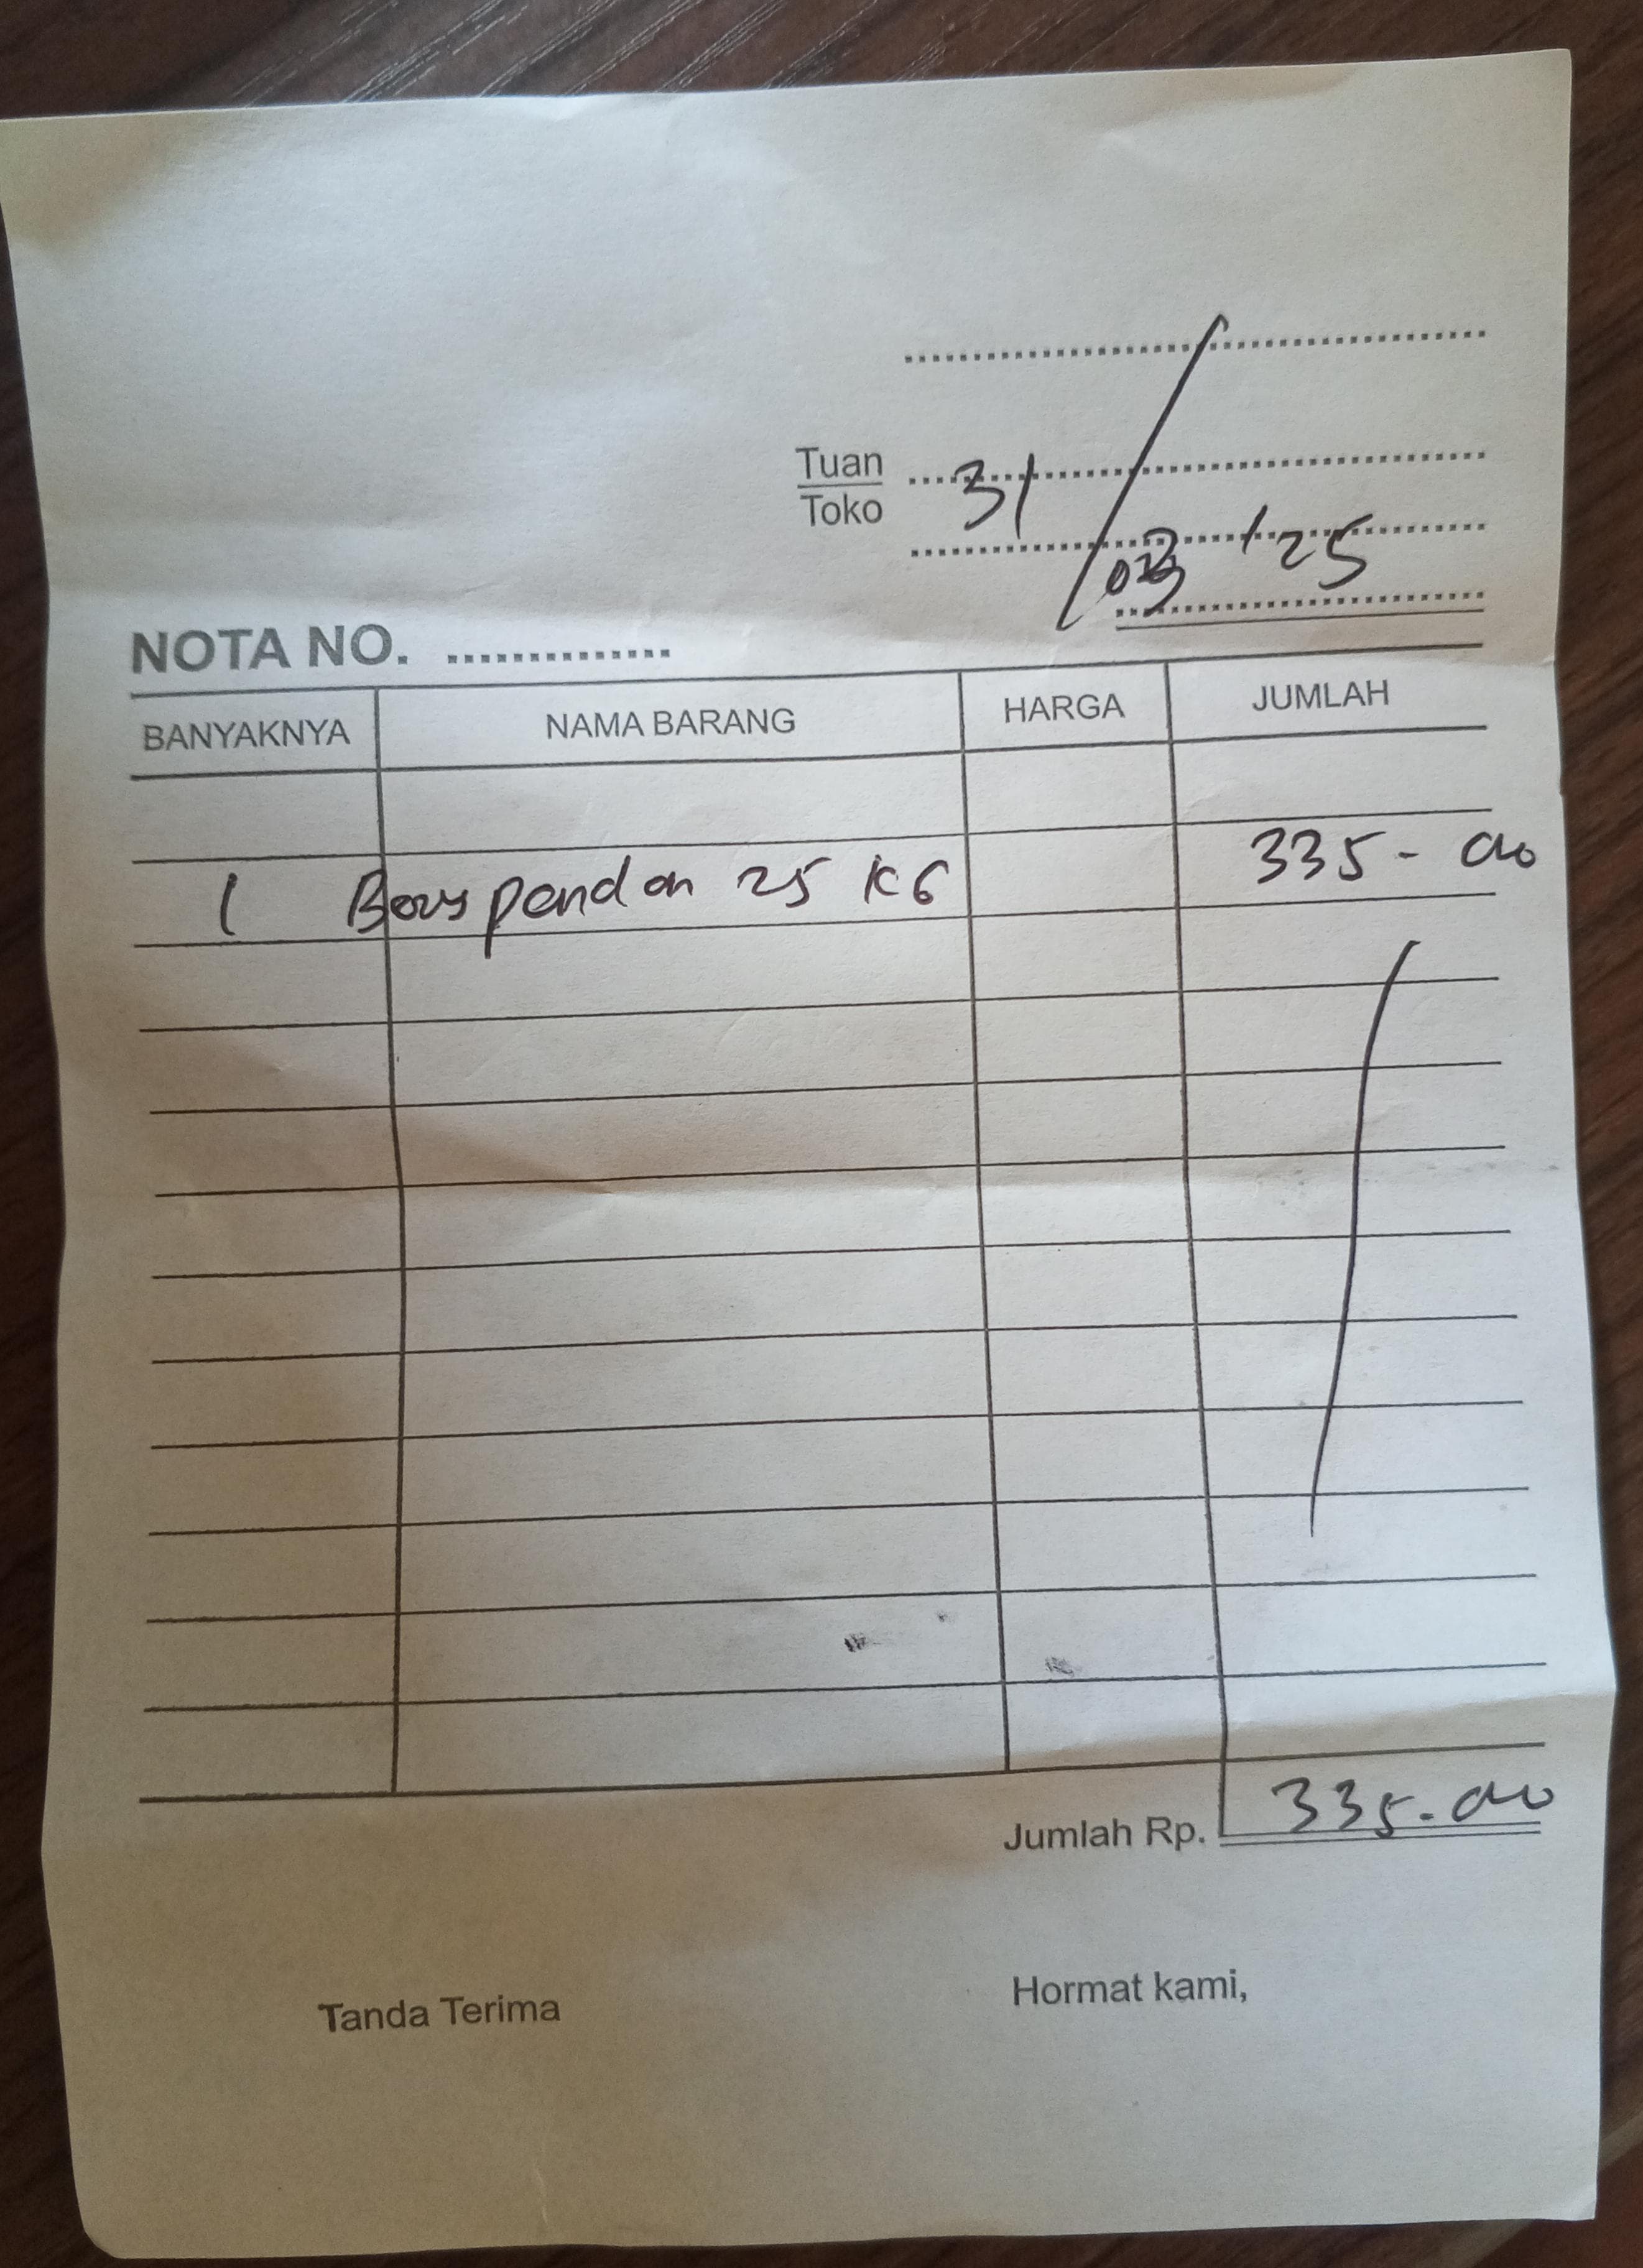 Tuan
Toko
31 / 03 / 25
NOTA NO. ..............
BANYAKNYA NAMA BARANG HARGA JUMLAH
1 Beras pandan 25 KG 335-000
Jumlah Rp. 335.000
Tanda Terima Hormat kami,